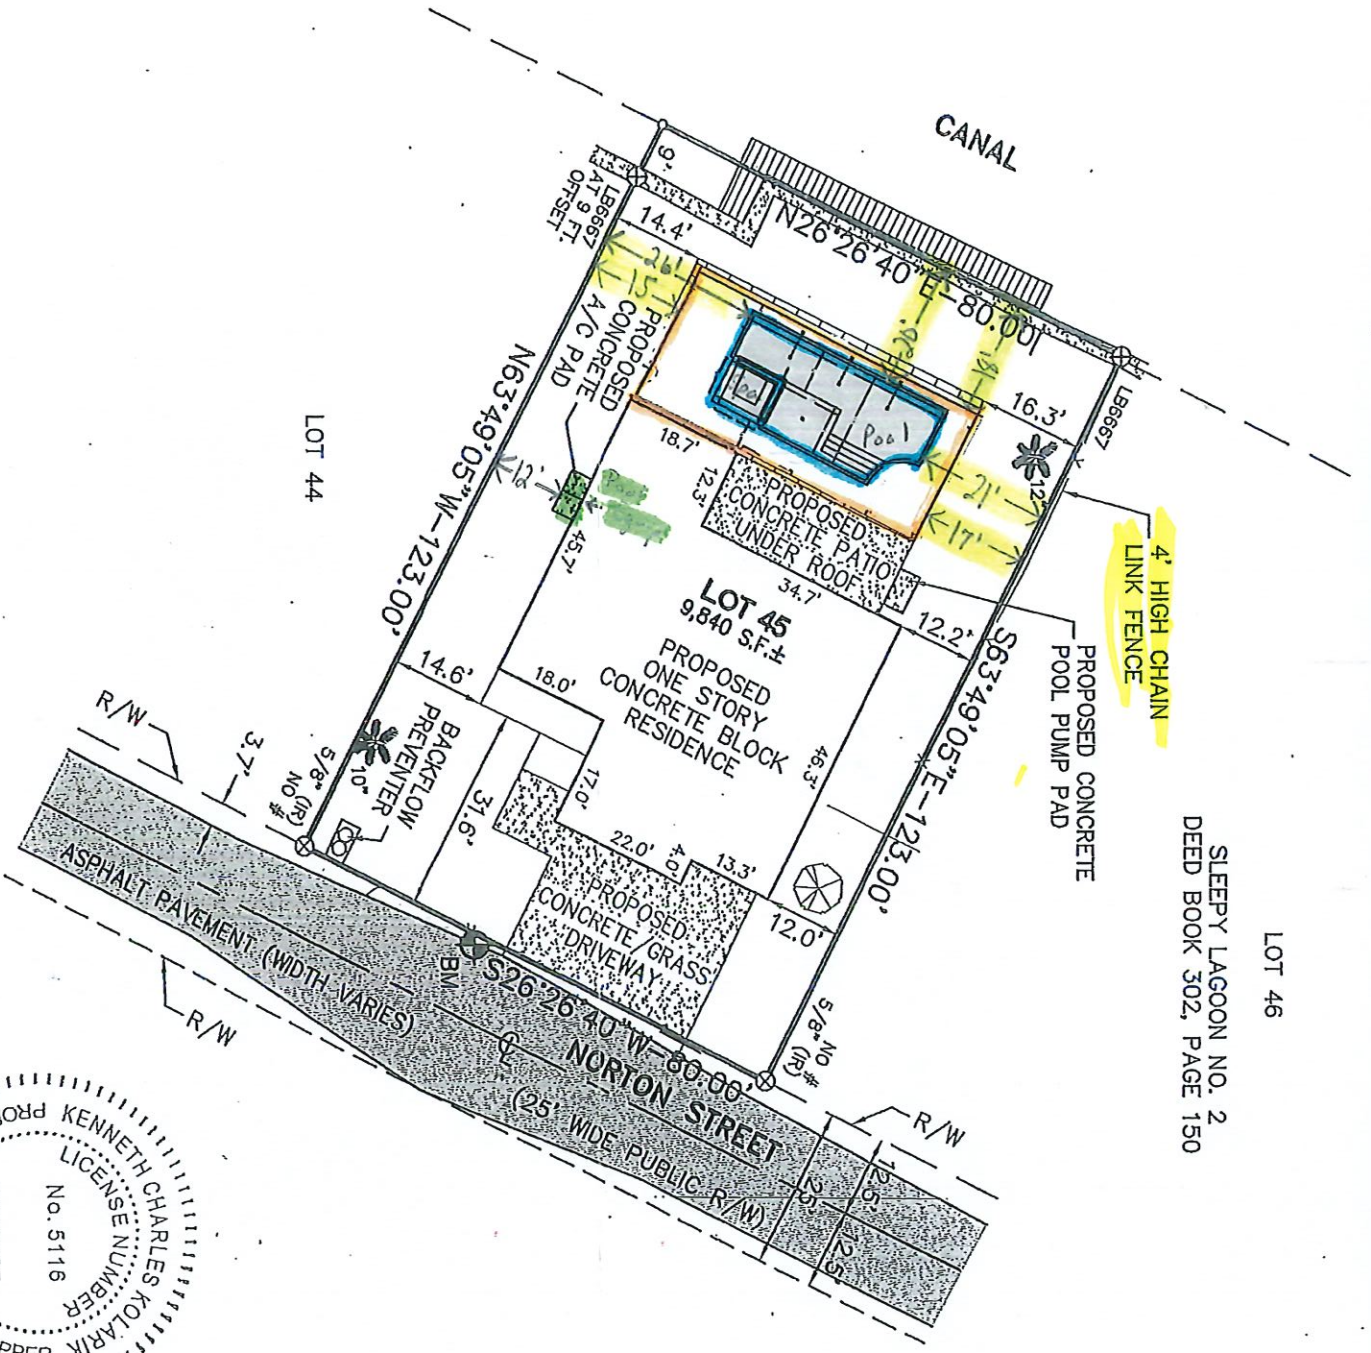 CANAL
N26°26'40"E-80.00'
9'
LB6667
AT 9 FT.
OFFSET.
14.4'
26'
15'
20'
18'
16.3'
LB6667
12"
21'
17'
4' HIGH CHAIN
LINK FENCE
PROPOSED CONCRETE
POOL PUMP PAD
SLEEPY LAGOON NO. 2
DEED BOOK 302, PAGE 150
LOT 46
Pool
PROPOSED
CONCRETE
A/C PAD
18.7'
12.3'
PROPOSED
CONCRETE PATIO
UNDER ROOF
34.7'
12.2'
S63°49'05"E-123.00'
N63°49'05"W-123.00'
LOT 44
12'
Pool
45.7'
LOT 45
9,840 S.F.±
PROPOSED
ONE STORY
CONCRETE BLOCK
RESIDENCE
46.3'
14.6'
18.0'
17.0'
22.0'
4.0'
13.3'
12.0'
31.6'
BACKFLOW
PREVENTER
10"
R/W
3.7'
5/8" (IR)
NO #
PROPOSED
CONCRETE/GRASS
DRIVEWAY
5/8" (IR)
NO #
BM
S26°26'40"W-80.00'
ASPHALT PAVEMENT (WIDTH VARIES)
NORTON STREET
(25' WIDE PUBLIC R/W)
R/W
R/W
12.5'
12.5'
25'
KENNETH CHARLES KOLARIK
LICENSE NUMBER
No. 5116